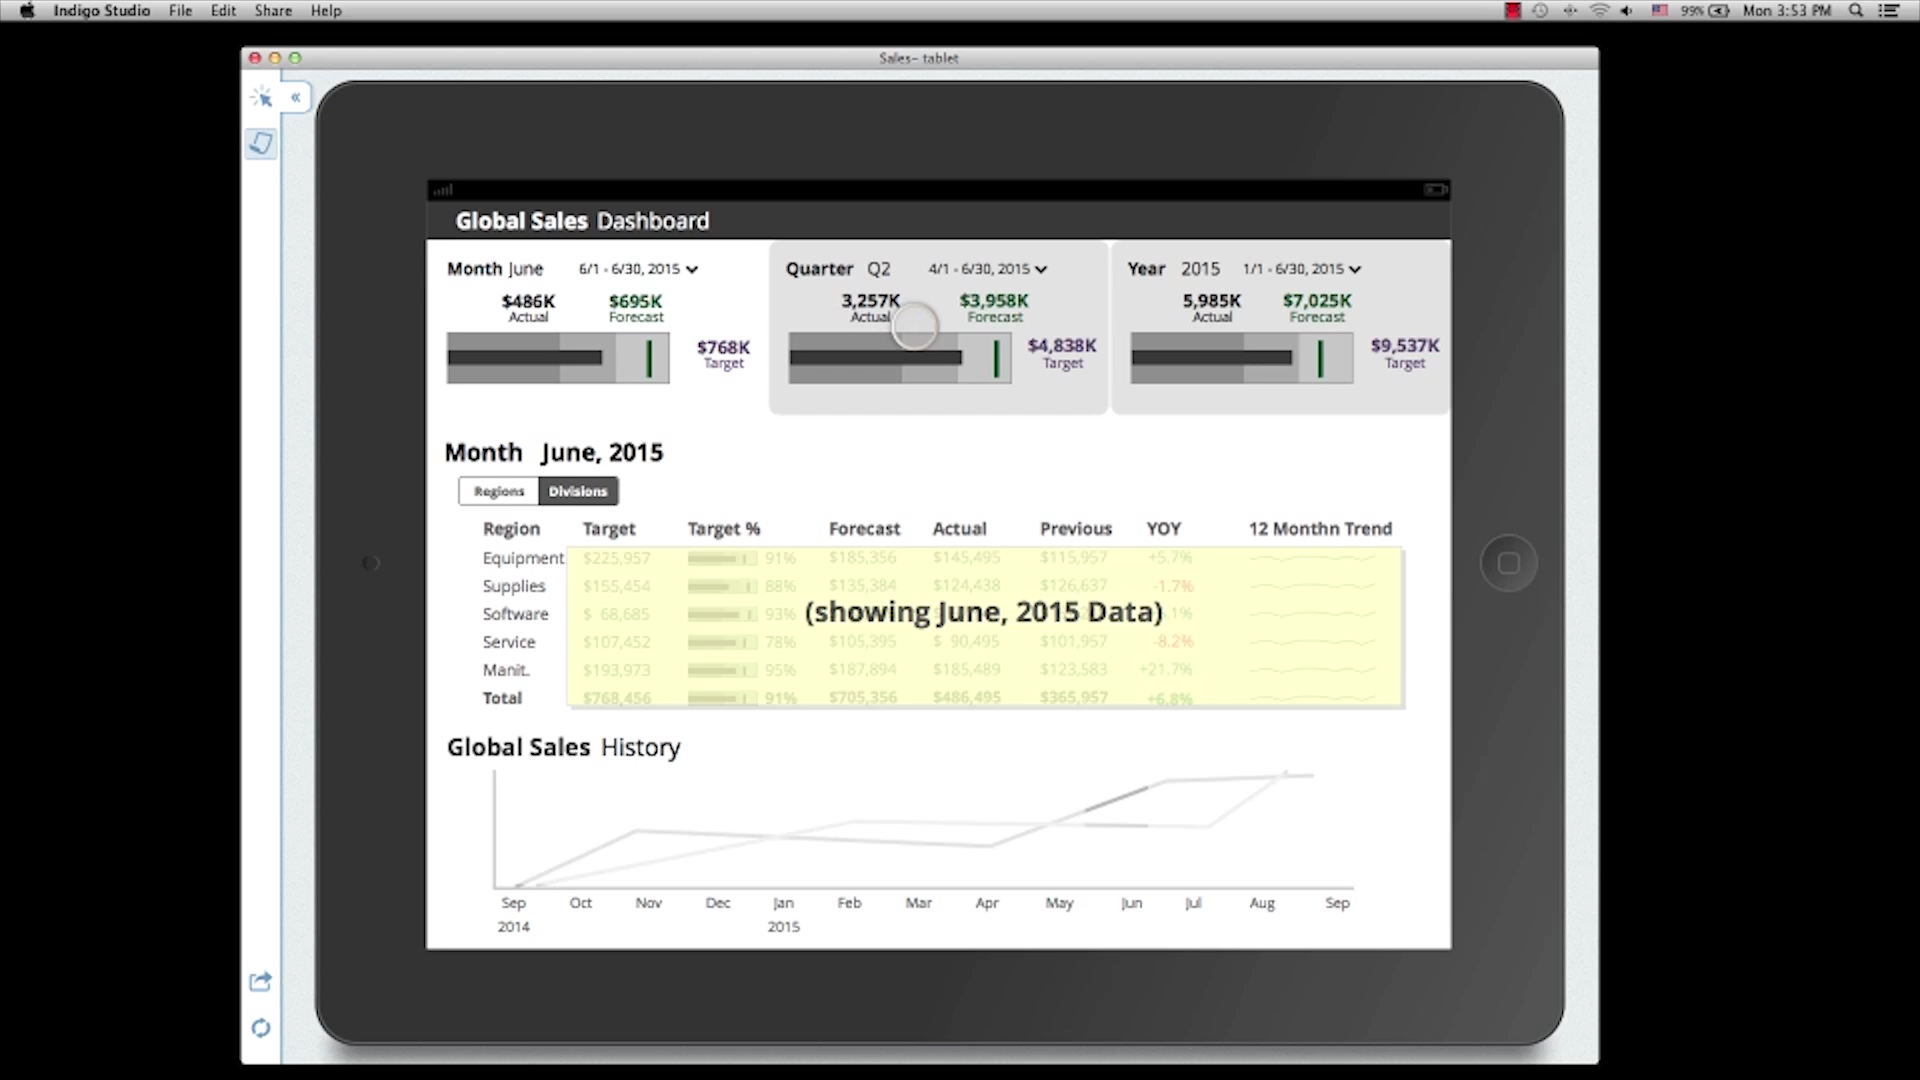 Indigo Studio File Edit Share Help 99% Mon 3:53 PM
Sales- tablet
«
Global Sales Dashboard
Month June 6/1 - 6/30, 2015
$486K $695K
Actual Forecast
$768K
Target
Quarter Q2 4/1 - 6/30, 2015
3,257K $3,958K
Actual Forecast
$4,838K
Target
Year 2015 1/1 - 6/30, 2015
5,985K $7,025K
Actual Forecast
$9,537K
Target
Month June, 2015
Regions Divisions
Region Target Target % Forecast Actual Previous YOY 12 Monthn Trend
Equipment $225,957 91% $185,356 $145,495 $115,957 +5.7%
Supplies $155,454 88% $135,384 $124,438 $126,637 -1.7%
Software $ 68,685 93%
(showing June, 2015 Data)
Service $107,452 78% $105,395 $ 90,495 $101,957 -8.2%
Manit. $193,973 95% $187,894 $185,489 $123,583 +21.7%
Total $768,456 91% $705,356 $486,495 $365,957 +6.8%
Global Sales History
Sep Oct Nov Dec Jan Feb Mar Apr May Jun Jul Aug Sep
2014 2015